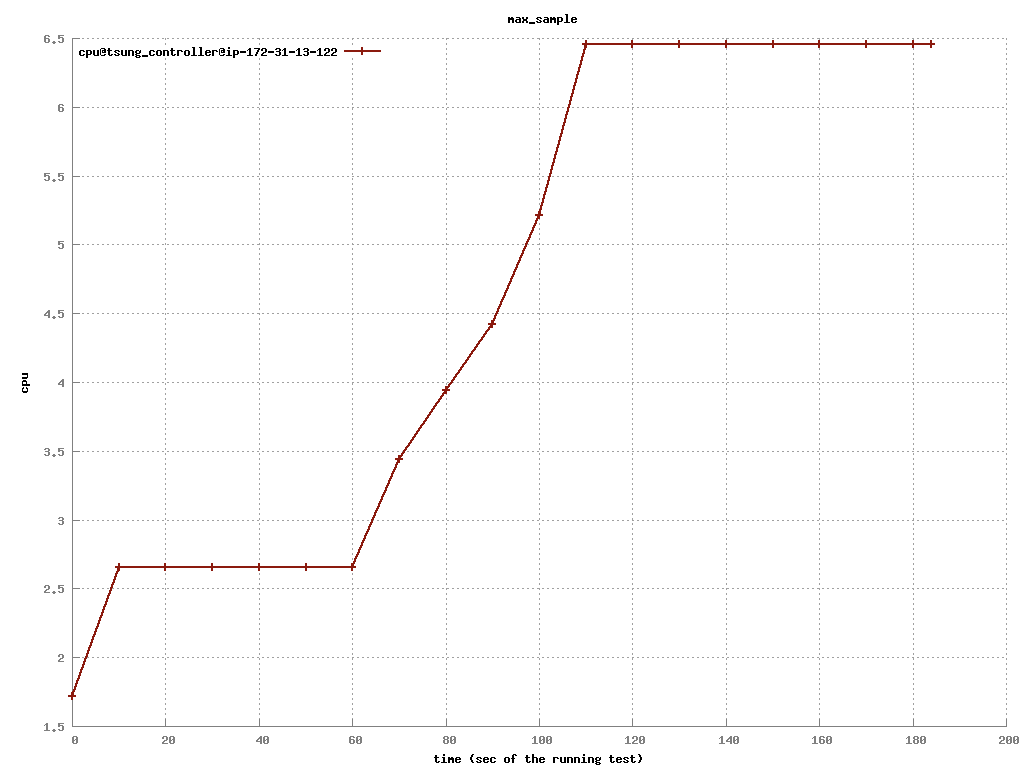 max_sample
cpu@tsung_controller@ip-172-31-13-122
6.5
6
5.5
5
4.5
4
3.5
3
2.5
2
1.5
cpu
0 20 40 60 80 100 120 140 160 180 200
time (sec of the running test)